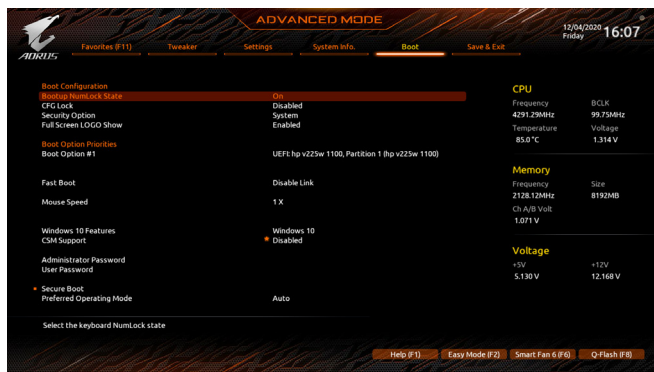 ADVANCED MODE
12/04/2020 16:07
Friday
AORUS
Favorites (F11) Tweaker Settings System Info. Boot Save & Exit
Boot Configuration
Bootup NumLock State On
CFG Lock Disabled
Security Option System
Full Screen LOGO Show Enabled
Boot Option Priorities
Boot Option #1 UEFI: hp v225w 1100, Partition 1 (hp v225w 1100)
Fast Boot Disable Link
Mouse Speed 1 X
Windows 10 Features Windows 10
CSM Support Disabled
Administrator Password
User Password
Secure Boot
Preferred Operating Mode Auto
Select the keyboard NumLock state
CPU
Frequency BCLK
4291.29MHz 99.75MHz
Temperature Voltage
85.0 °C 1.314 V
Memory
Frequency Size
2128.12MHz 8192MB
Ch A/B Volt
1.071 V
Voltage
+5V +12V
5.130 V 12.168 V
Help (F1) Easy Mode (F2) Smart Fan 6 (F6) Q-Flash (F8)